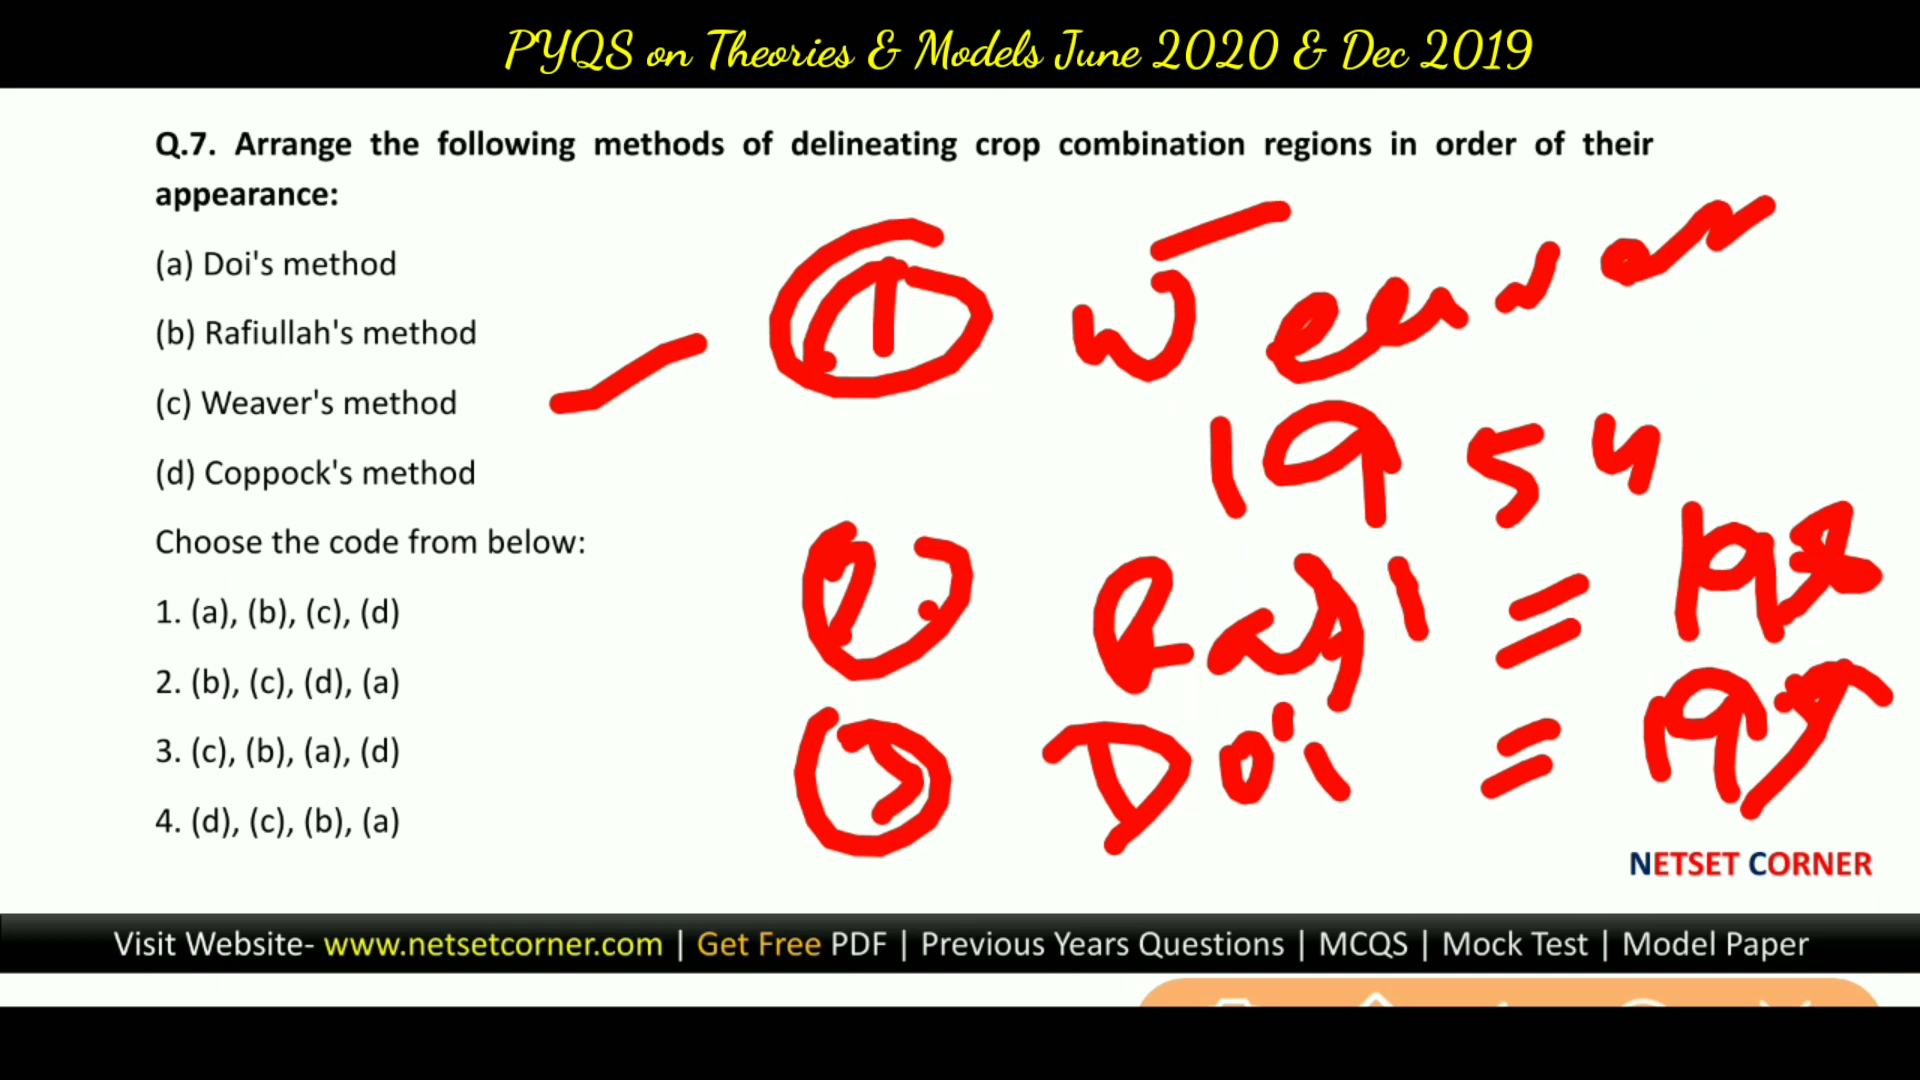 PYQS on Theories & Models June 2020 & Dec 2019
Q.7. Arrange the following methods of delineating crop combination regions in order of their
appearance:
(a) Doi's method
(b) Rafiullah's method
(c) Weaver's method
(d) Coppock's method
Choose the code from below:
1. (a), (b), (c), (d)
2. (b), (c), (d), (a)
3. (c), (b), (a), (d)
4. (d), (c), (b), (a)
1 Weaver
1954
2 Rafi =
3 Doi =
NETSET CORNER
Visit Website- www.netsetcorner.com | Get Free PDF | Previous Years Questions | MCQS | Mock Test | Model Paper